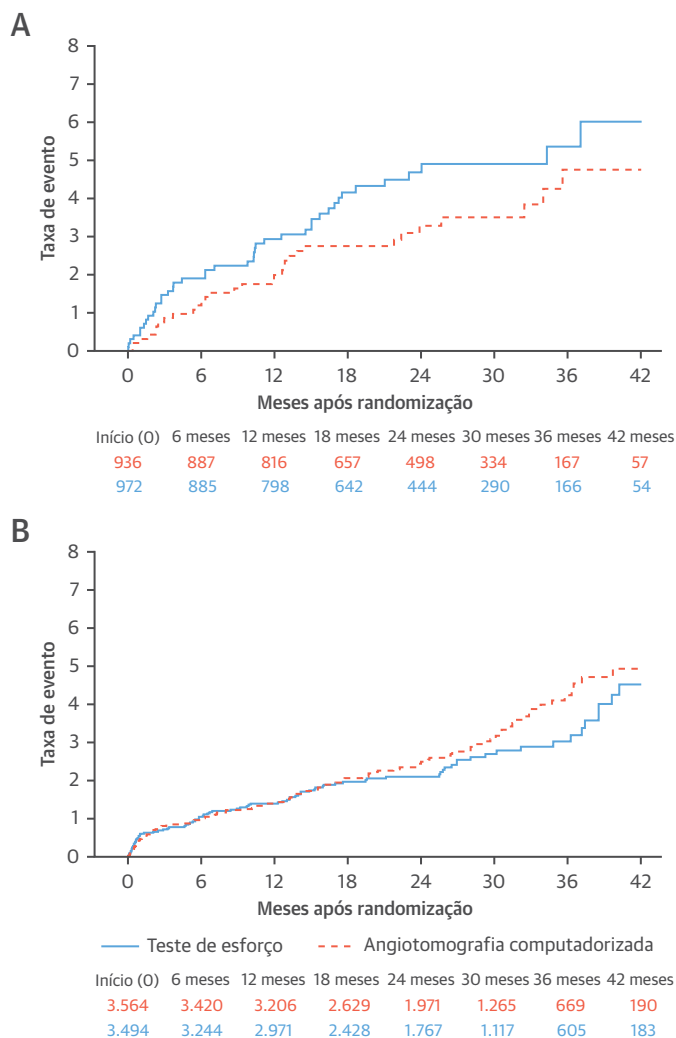 A
8
7
6
5
4
3
2
1
0
Taxa de evento
0 6 12 18 24 30 36 42
Meses após randomização
Início (0) 6 meses 12 meses 18 meses 24 meses 30 meses 36 meses 42 meses
936 887 816 657 498 334 167 57
972 885 798 642 444 290 166 54
B
8
7
6
5
4
3
2
1
0
Taxa de evento
0 6 12 18 24 30 36 42
Meses após randomização
Teste de esforço Angiotomografia computadorizada
Início (0) 6 meses 12 meses 18 meses 24 meses 30 meses 36 meses 42 meses
3.564 3.420 3.206 2.629 1.971 1.265 669 190
3.494 3.244 2.971 2.428 1.767 1.117 605 183